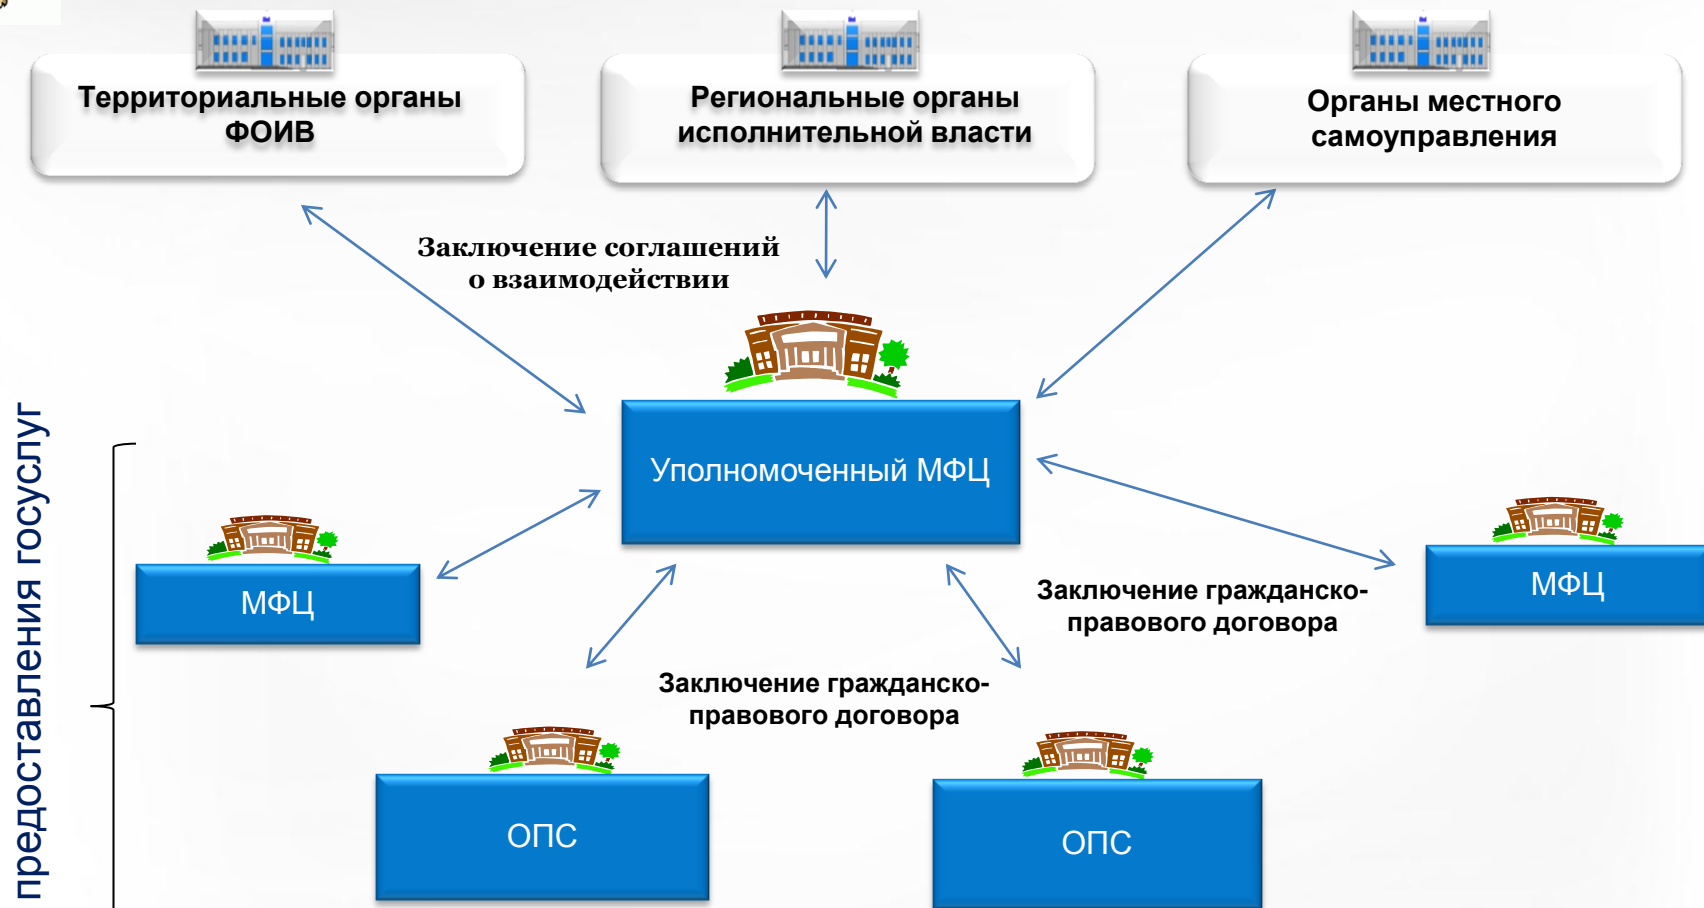 Территориальные органы
ФОИВ
Региональные органы
исполнительной власти
Органы местного
самоуправления
Заключение соглашений
о взаимодействии
Уполномоченный МФЦ
предоставления госуслуг
МФЦ
МФЦ
Заключение гражданско-
правового договора
Заключение гражданско-
правового договора
ОПС
ОПС